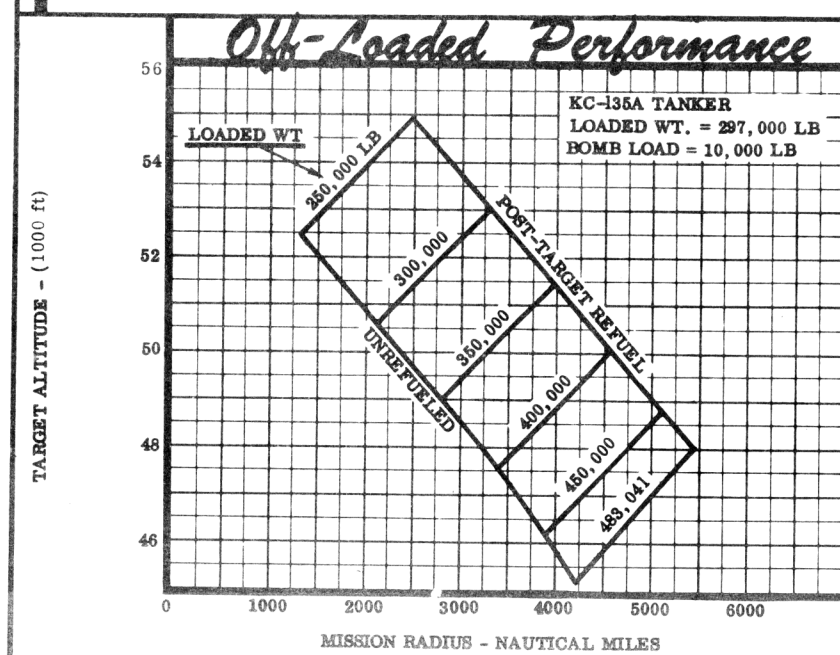 Off-Loaded Performance
KC-135A TANKER
LOADED WT. = 297,000 LB
BOMB LOAD = 10,000 LB
LOADED WT
250,000 LB
300,000
350,000
400,000
450,000
483,041
POST-TARGET REFUEL
UNREFUELED
TARGET ALTITUDE - (1000 ft)
56
54
52
50
48
46
0 1000 2000 3000 4000 5000 6000
MISSION RADIUS - NAUTICAL MILES